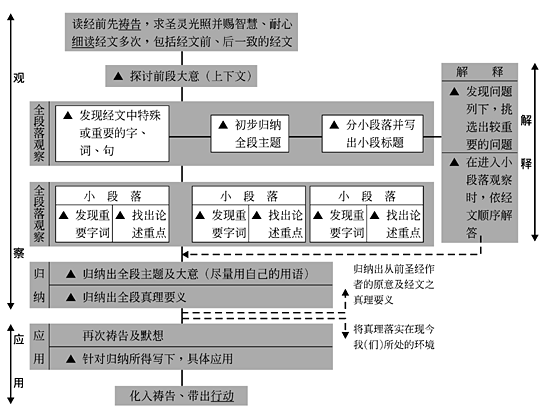 读经前先祷告，求圣灵光照并赐智慧、耐心
细读经文多次，包括经文前、后一致的经文
观
▲ 探讨前段大意（上下文）
全段落观察
▲ 发现经文中特殊
或重要的字、
词、句
▲ 初步归纳
全段主题
▲ 分小段落并写
出小段标题
解 释
▲ 发现问题
列下，挑
选出较重
要的问题
▲ 在进入小
段落观察
时，依经
文顺序解
答
解
释
全段落观察
小 段 落
▲ 发现重
要字词
▲ 找出论
述重点
小 段 落
▲ 发现重
要字词
▲ 找出论
述重点
小 段 落
▲ 发现重
要字词
▲ 找出论
述重点
察
归
纳
▲ 归纳出全段主题及大意（尽量用自己的用语）
▲ 归纳出全段真理要义
归纳出从前圣经作
者的原意及经文之
真理要义
应
用
应
用
再次祷告及默想
▲ 针对归纳所得写下，具体应用
将真理落实在现今
我(们)所处的环境
化入祷告、带出行动